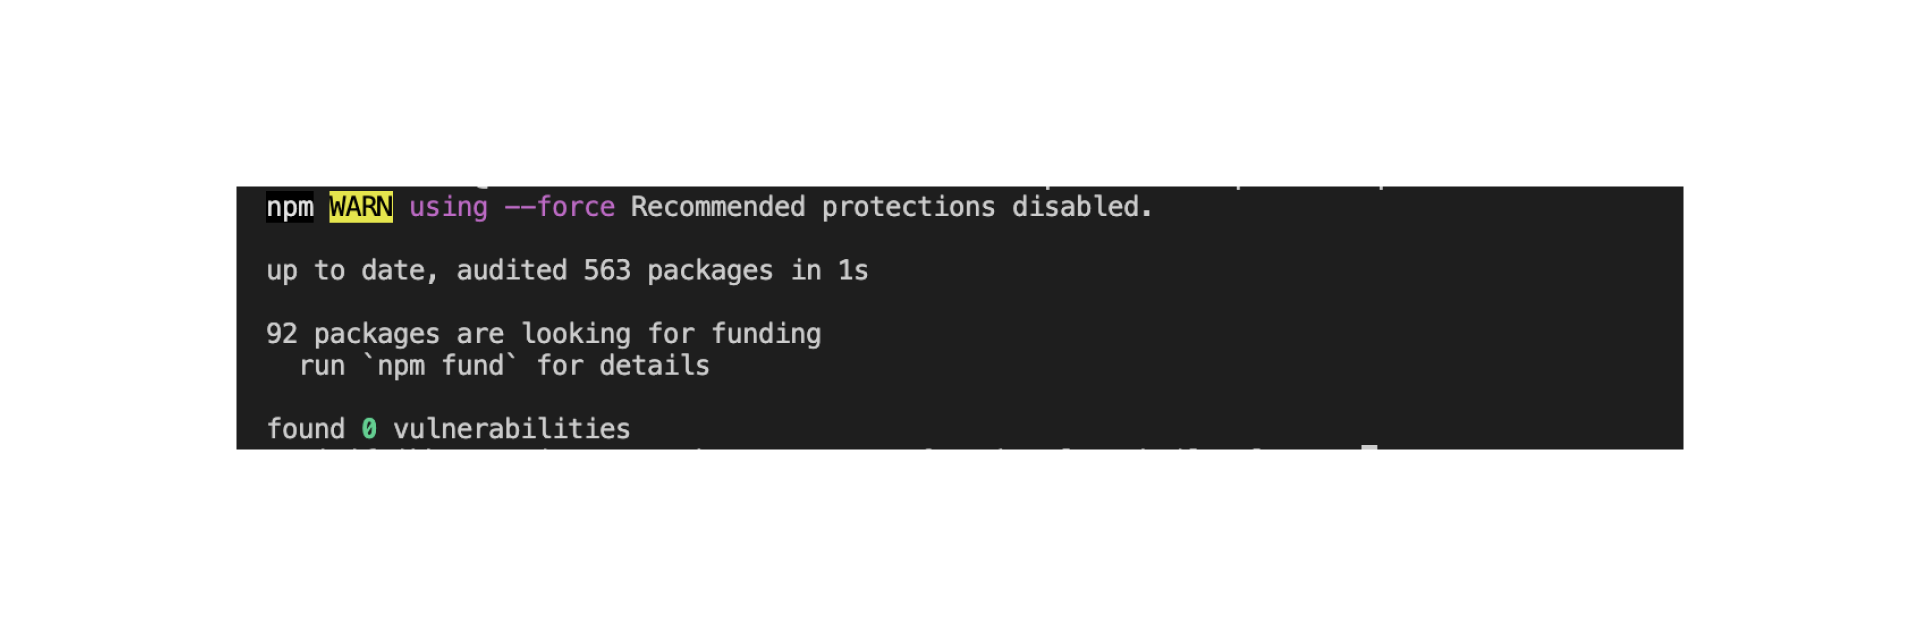 npm WARN using --force Recommended protections disabled.
up to date, audited 563 packages in 1s
92 packages are looking for funding
run `npm fund` for details
found 0 vulnerabilities